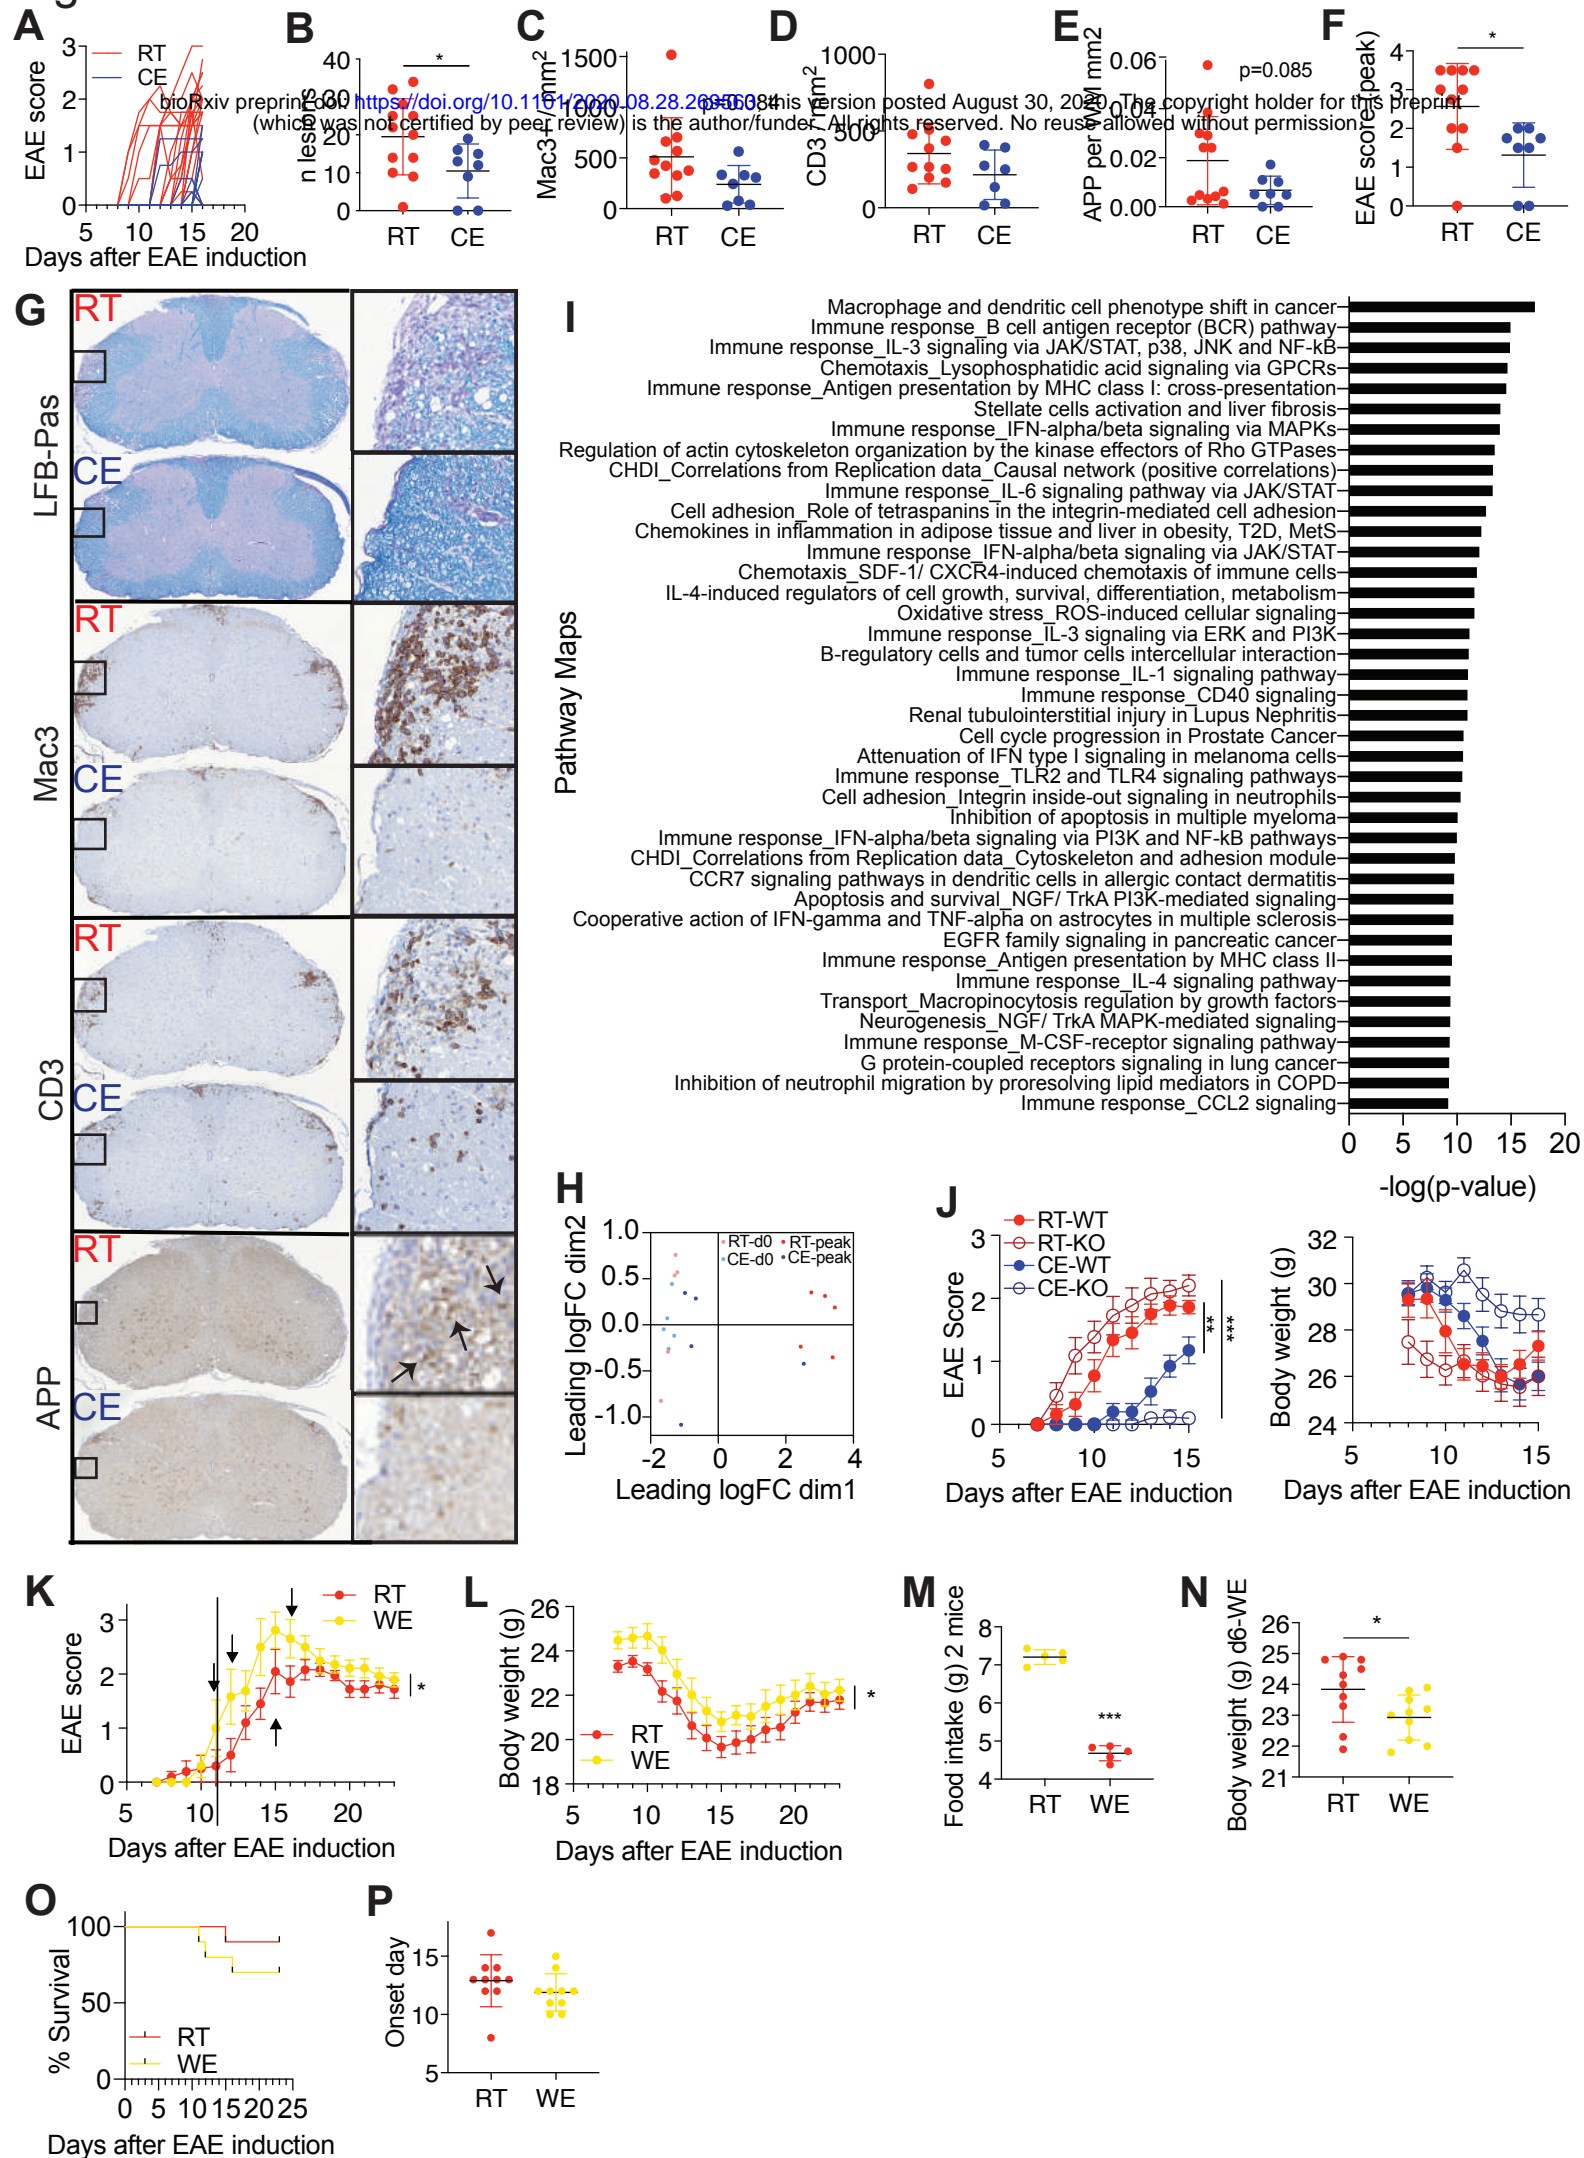 A
EAE score
3
2
1
0
RT
CE
5 10 15 20
Days after EAE induction
B
n lesions
40
30
20
10
0
*
RT CE
C
Mac3+/mm2
1500
1000
500
0
p=0.084
RT CE
D
CD3/mm2
1000
500
0
RT CE
E
APP per WM mm2
0.06
0.04
0.02
0.00
p=0.085
RT CE
F
EAE score (peak)
4
3
2
1
0
*
RT CE
bioRxiv preprint doi: https://doi.org/10.1101/2020.08.28.269563; this version posted August 30, 2020. The copyright holder for this preprint
(which was not certified by peer review) is the author/funder. All rights reserved. No reuse allowed without permission.
G
LFB-Pas
RT
CE
Mac3
RT
CE
CD3
RT
CE
APP
RT
CE
I
Pathway Maps
Macrophage and dendritic cell phenotype shift in cancer
Immune response_B cell antigen receptor (BCR) pathway
Immune response_IL-3 signaling via JAK/STAT, p38, JNK and NF-kB
Chemotaxis_Lysophosphatidic acid signaling via GPCRs
Immune response_Antigen presentation by MHC class I: cross-presentation
Stellate cells activation and liver fibrosis
Immune response_IFN-alpha/beta signaling via MAPKs
Regulation of actin cytoskeleton organization by the kinase effectors of Rho GTPases
CHDI_Correlations from Replication data_Causal network (positive correlations)
Immune response_IL-6 signaling pathway via JAK/STAT
Cell adhesion_Role of tetraspanins in the integrin-mediated cell adhesion
Chemokines in inflammation in adipose tissue and liver in obesity, T2D, MetS
Immune response_IFN-alpha/beta signaling via JAK/STAT
Chemotaxis_SDF-1/ CXCR4-induced chemotaxis of immune cells
IL-4-induced regulators of cell growth, survival, differentiation, metabolism
Oxidative stress_ROS-induced cellular signaling
Immune response_IL-3 signaling via ERK and PI3K
B-regulatory cells and tumor cells intercellular interaction
Immune response_IL-1 signaling pathway
Immune response_CD40 signaling
Renal tubulointerstitial injury in Lupus Nephritis
Cell cycle progression in Prostate Cancer
Attenuation of IFN type I signaling in melanoma cells
Immune response_TLR2 and TLR4 signaling pathways
Cell adhesion_Integrin inside-out signaling in neutrophils
Inhibition of apoptosis in multiple myeloma
Immune response_IFN-alpha/beta signaling via PI3K and NF-kB pathways
CHDI_Correlations from Replication data_Cytoskeleton and adhesion module
CCR7 signaling pathways in dendritic cells in allergic contact dermatitis
Apoptosis and survival_NGF/ TrkA PI3K-mediated signaling
Cooperative action of IFN-gamma and TNF-alpha on astrocytes in multiple sclerosis
EGFR family signaling in pancreatic cancer
Immune response_Antigen presentation by MHC class II
Immune response_IL-4 signaling pathway
Transport_Macropinocytosis regulation by growth factors
Neurogenesis_NGF/ TrkA MAPK-mediated signaling
Immune response_M-CSF-receptor signaling pathway
G protein-coupled receptors signaling in lung cancer
Inhibition of neutrophil migration by proresolving lipid mediators in COPD
Immune response_CCL2 signaling
0 5 10 15 20
-log(p-value)
H
Leading logFC dim2
1.0
0.5
0.0
-0.5
-1.0
RT-d0 RT-peak
CE-d0 CE-peak
-2 0 2 4
Leading logFC dim1
J
EAE Score
3
2
1
0
RT-WT
RT-KO
CE-WT
CE-KO
**
***
5 10 15
Days after EAE induction
Body weight (g)
32
30
28
26
24
5 10 15
Days after EAE induction
K
EAE score
3
2
1
0
RT
WE
*
5 10 15 20
Days after EAE induction
L
Body weight (g)
26
24
22
20
18
RT
WE
*
5 10 15 20
Days after EAE induction
M
Food intake (g) 2 mice
8
7
6
5
4
***
RT WE
N
Body weight (g) d6-WE
26
25
24
23
22
21
*
RT WE
O
% Survival
100
50
0
RT
WE
0 5 10 15 20 25
Days after EAE induction
P
Onset day
15
10
5
RT WE